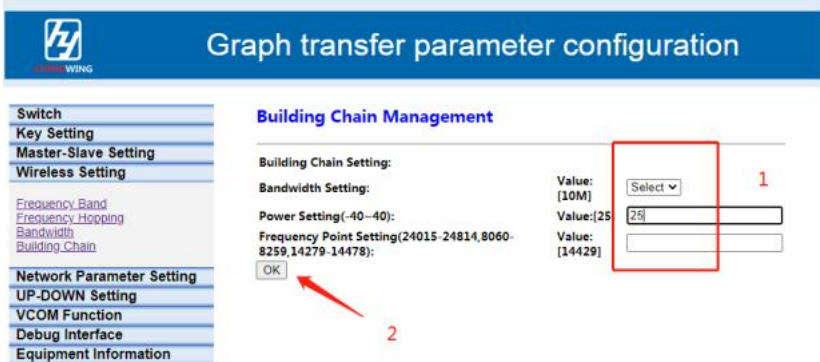 Graph transfer parameter configuration
WING
Switch
Key Setting
Master-Slave Setting
Wireless Setting
Frequency Band
Frequency Hopping
Bandwidth
Building Chain
Network Parameter Setting
UP-DOWN Setting
VCOM Function
Debug Interface
Equipment Information
Building Chain Management
Building Chain Setting:
Bandwidth Setting:
Value:
[10M]
Select
Power Setting(-40~40):
Value:[25
25
Frequency Point Setting(24015-24814,8060-
8259,14279-14478):
Value:
[14429]
OK
1
2